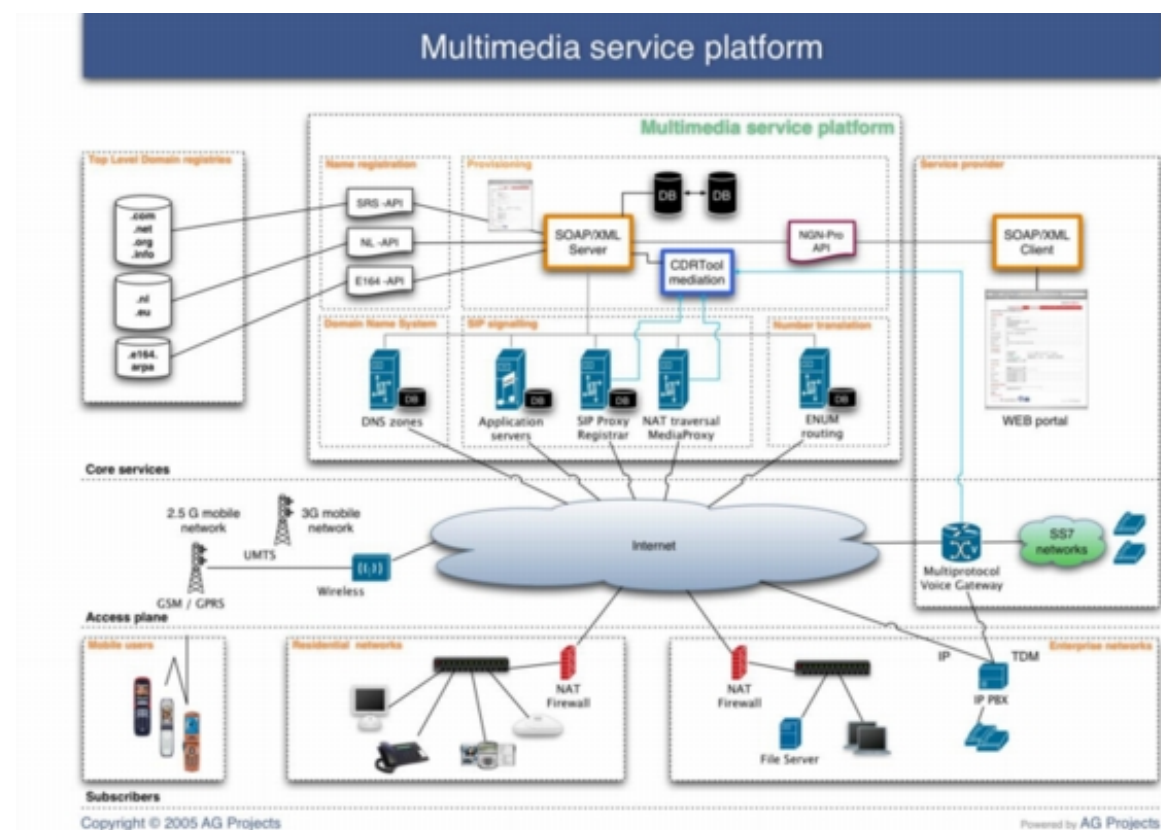 Multimedia service platform
Multimedia service platform
Top Level Domain registries
Name registration
Provisioning
Service provider
.com
.net
.org
.info
.nl
.eu
.e164.
arpa
SRS -API
NL -API
E164 -API
SOAP/XML
Server
DB
DB
CDRTool
mediation
NGN-Pro
API
SOAP/XML
Client
WEB portal
Domain Name System
SIP signalling
Number translation
DB
DNS zones
DB
Application
servers
DB
SIP Proxy
Registrar
NAT traversal
MediaProxy
DB
ENUM
routing
Core services
2.5 G mobile
network
3G mobile
network
UMTS
GSM / GPRS
Wireless
Internet
Multiprotocol
Voice Gateway
SS7
networks
Access plane
Mobile users
Residential networks
NAT
Firewall
NAT
Firewall
File Server
IP
TDM
Enterprise networks
IP PBX
Subscribers
Copyright © 2005 AG Projects
Powered by AG Projects